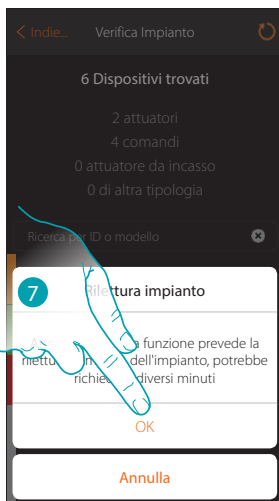 < Indie... Verifica Impianto
6 Dispositivi trovati
2 attuatori
4 comandi
0 attuatore da incasso
0 di altra tipologia
Ricerca per ID o modello
7
Rilettura impianto
funzione prevede la
dell'impianto, potrebbe
diversi minuti
OK
Annulla